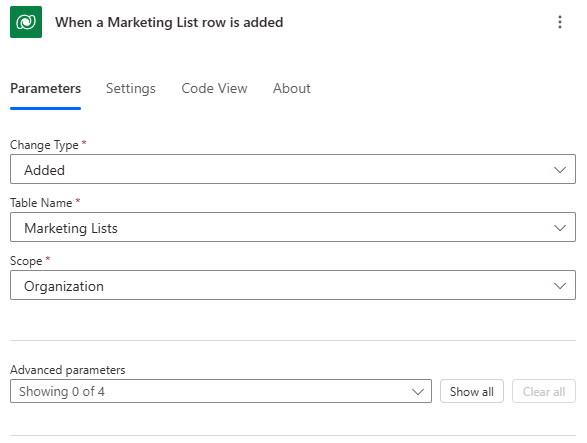 When a Marketing List row is added
Parameters Settings Code View About
Change Type *
Added
Table Name *
Marketing Lists
Scope *
Organization
Advanced parameters
Showing 0 of 4 Show all Clear all